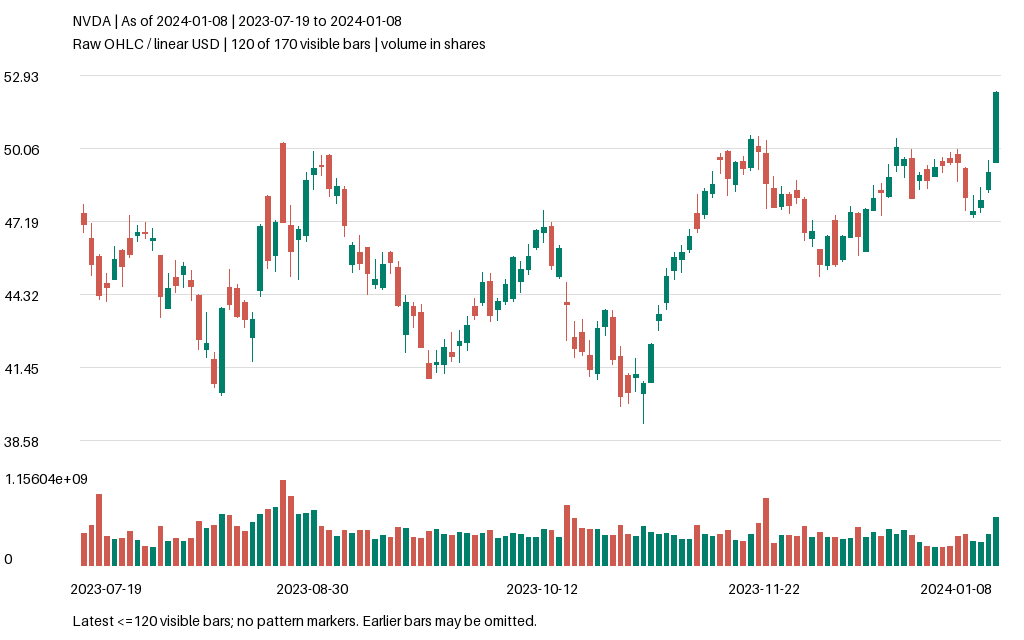 NVDA | As of 2024-01-08 | 2023-07-19 to 2024-01-08
Raw OHLC / linear USD | 120 of 170 visible bars | volume in shares
52.93
50.06
47.19
44.32
41.45
38.58
1.15604e+09
0
2023-07-19 2023-08-30 2023-10-12 2023-11-22 2024-01-08
Latest <=120 visible bars; no pattern markers. Earlier bars may be omitted.